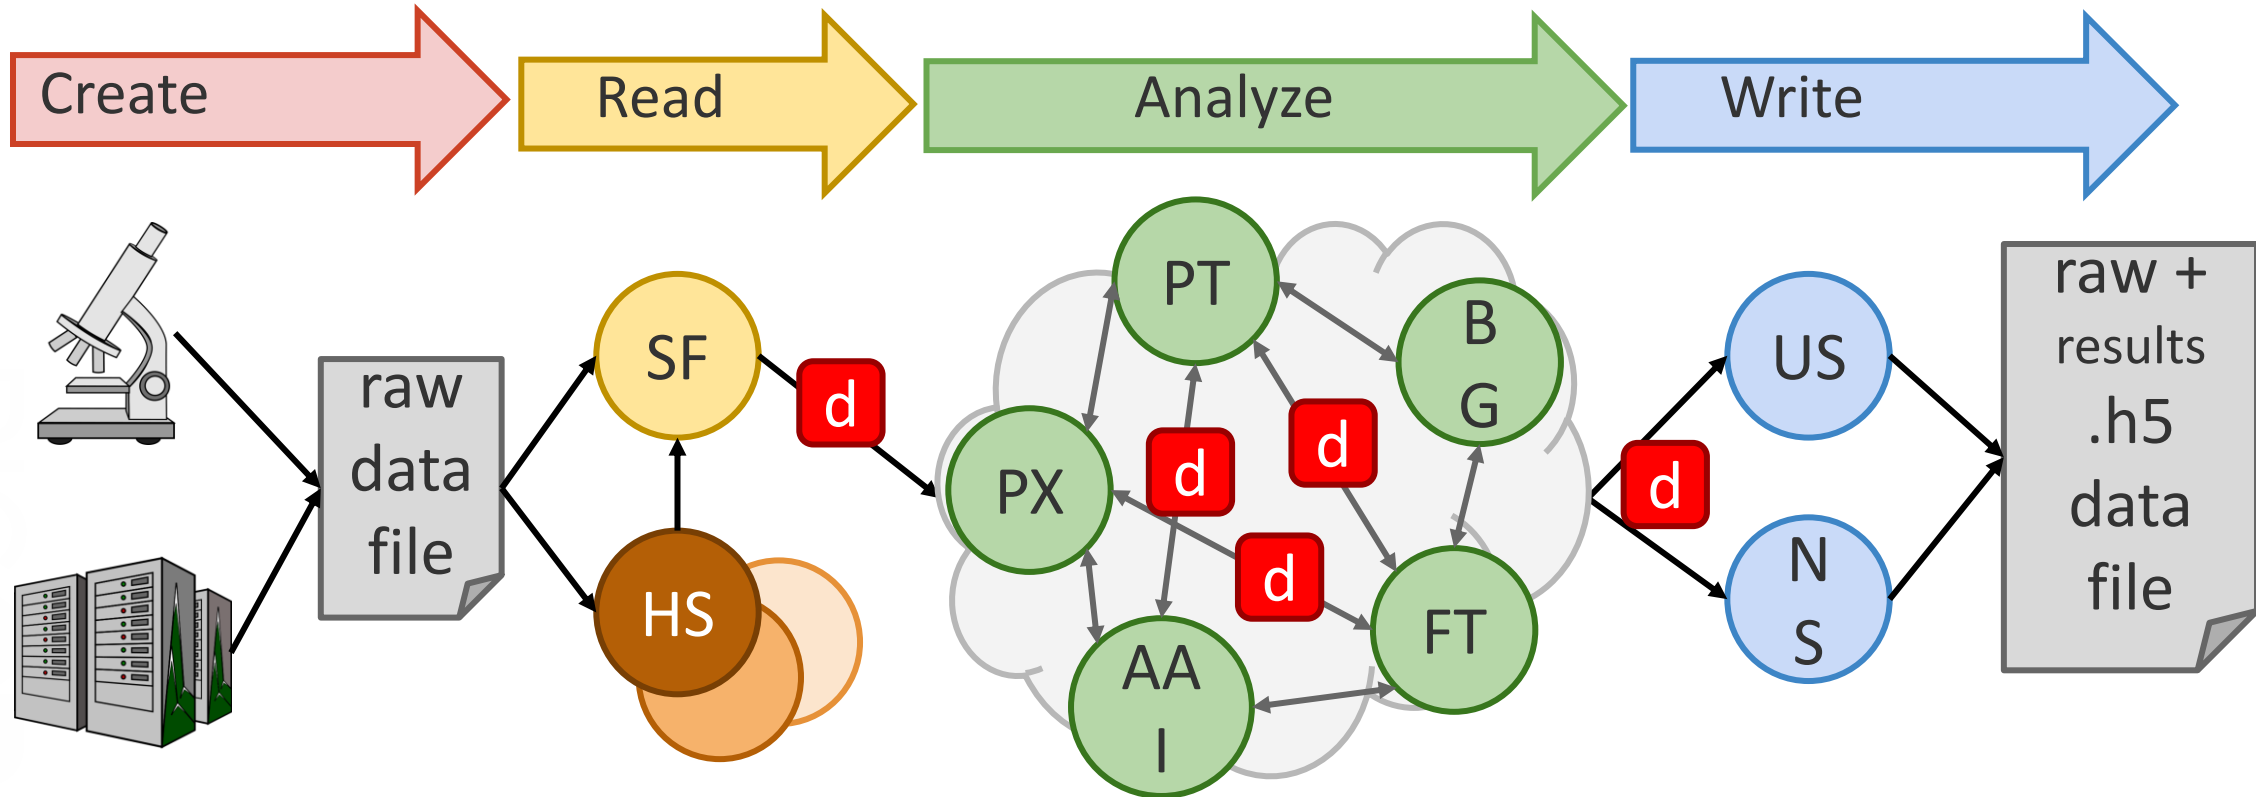 Create
Read
Analyze
Write
raw
data
file
SF
HS
d
PT
B
G
PX
d
d
d
AA
I
FT
d
US
N
S
raw +
results
.h5
data
file